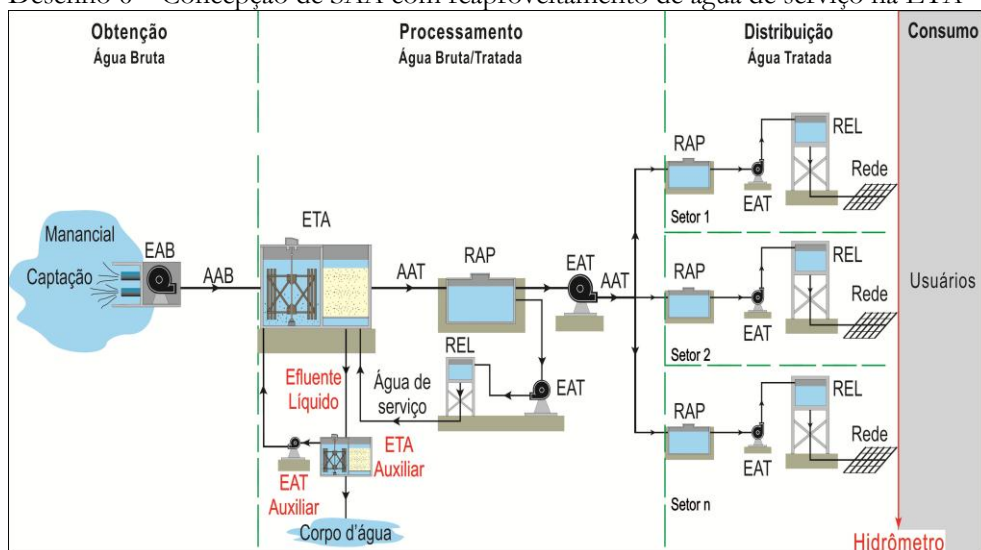 Desenho 6 – Concepção de SAA com reaproveitamento de água de serviço na ETA
Obtenção
Água Bruta
Processamento
Água Bruta/Tratada
Distribuição
Água Tratada
Consumo
Manancial
Captação
EAB
AAB
ETA
AAT
RAP
EAT
AAT
REL
EAT
Água de
serviço
Efluente
Líquido
ETA
Auxiliar
EAT
Auxiliar
Corpo d'água
RAP
EAT
REL
Rede
Setor 1
RAP
EAT
REL
Rede
Setor 2
RAP
EAT
REL
Rede
Setor n
Usuários
Hidrômetro